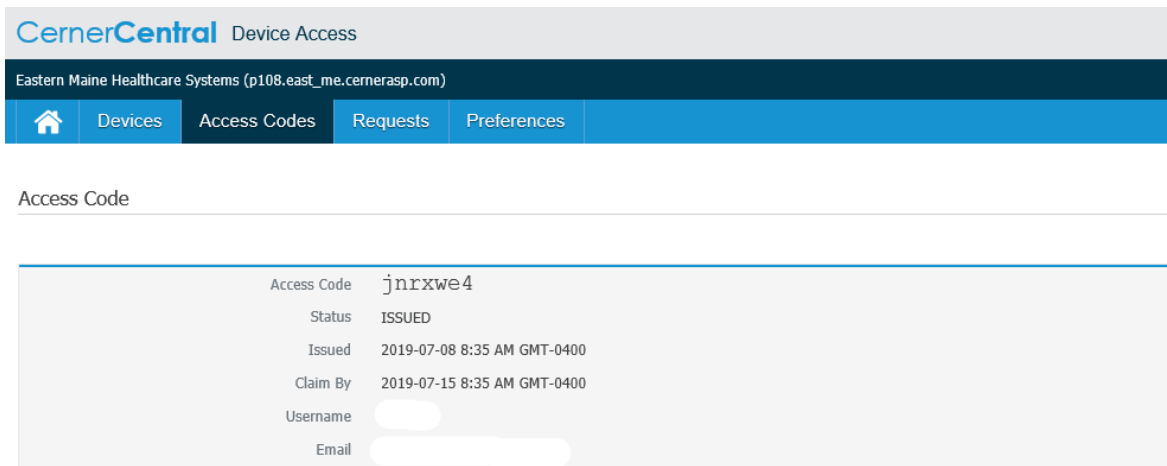 CernerCentral Device Access
Eastern Maine Healthcare Systems (p108.east_me.cernerasp.com)
Devices Access Codes Requests Preferences
Access Code
Access Code jnrxwe4
Status ISSUED
Issued 2019-07-08 8:35 AM GMT-0400
Claim By 2019-07-15 8:35 AM GMT-0400
Username
Email